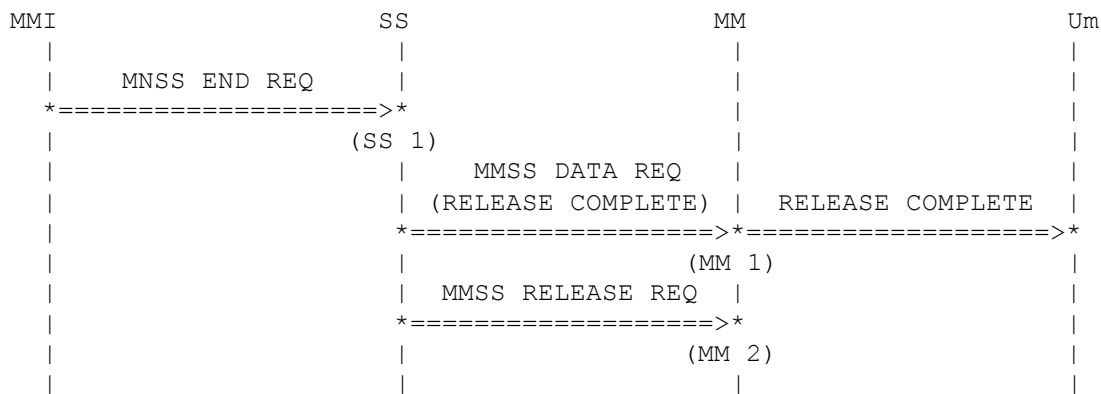 MMI SS MM Um
MNSS END REQ
(SS 1)
MMSS DATA REQ
(RELEASE COMPLETE) RELEASE COMPLETE
(MM 1)
MMSS RELEASE REQ
(MM 2)